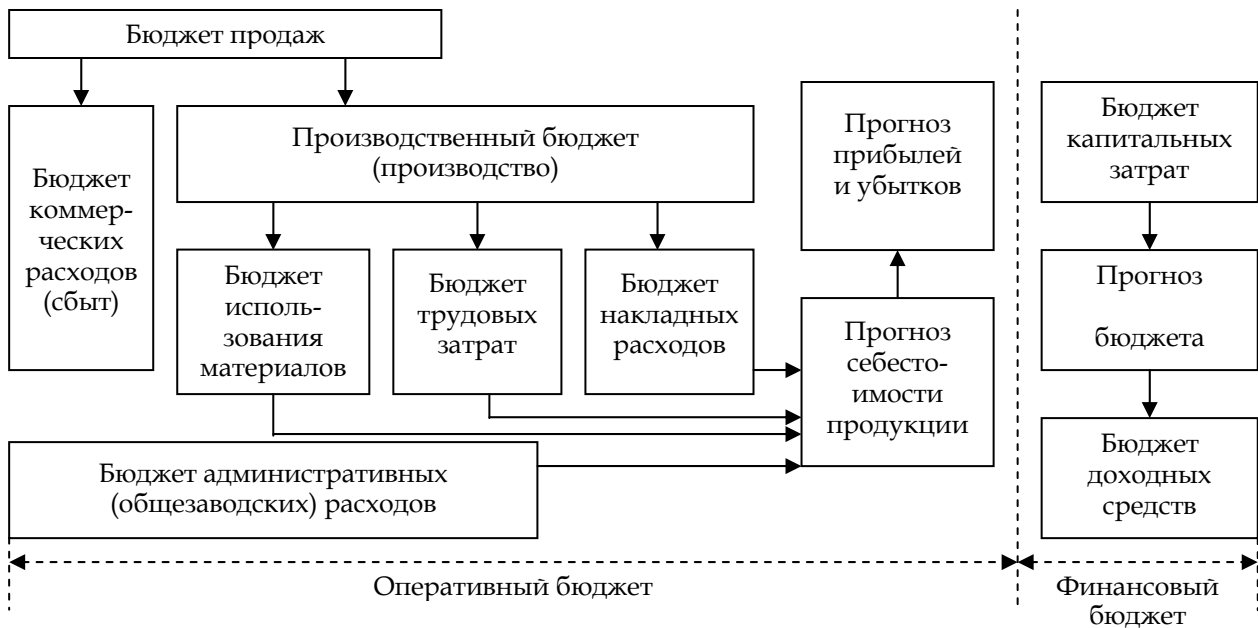 Бюджет продаж
Бюджет
коммер-
ческих
расходов
(сбыт)
Производственный бюджет
(производство)
Бюджет
исполь-
зования
материалов
Бюджет
трудовых
затрат
Бюджет
накладных
расходов
Прогноз
прибылей
и убытков
Прогноз
себесто-
имости
продукции
Бюджет административных
(общезаводских) расходов
Бюджет
капитальных
затрат
Прогноз
бюджета
Бюджет
доходных
средств
Оперативный бюджет
Финансовый
бюджет